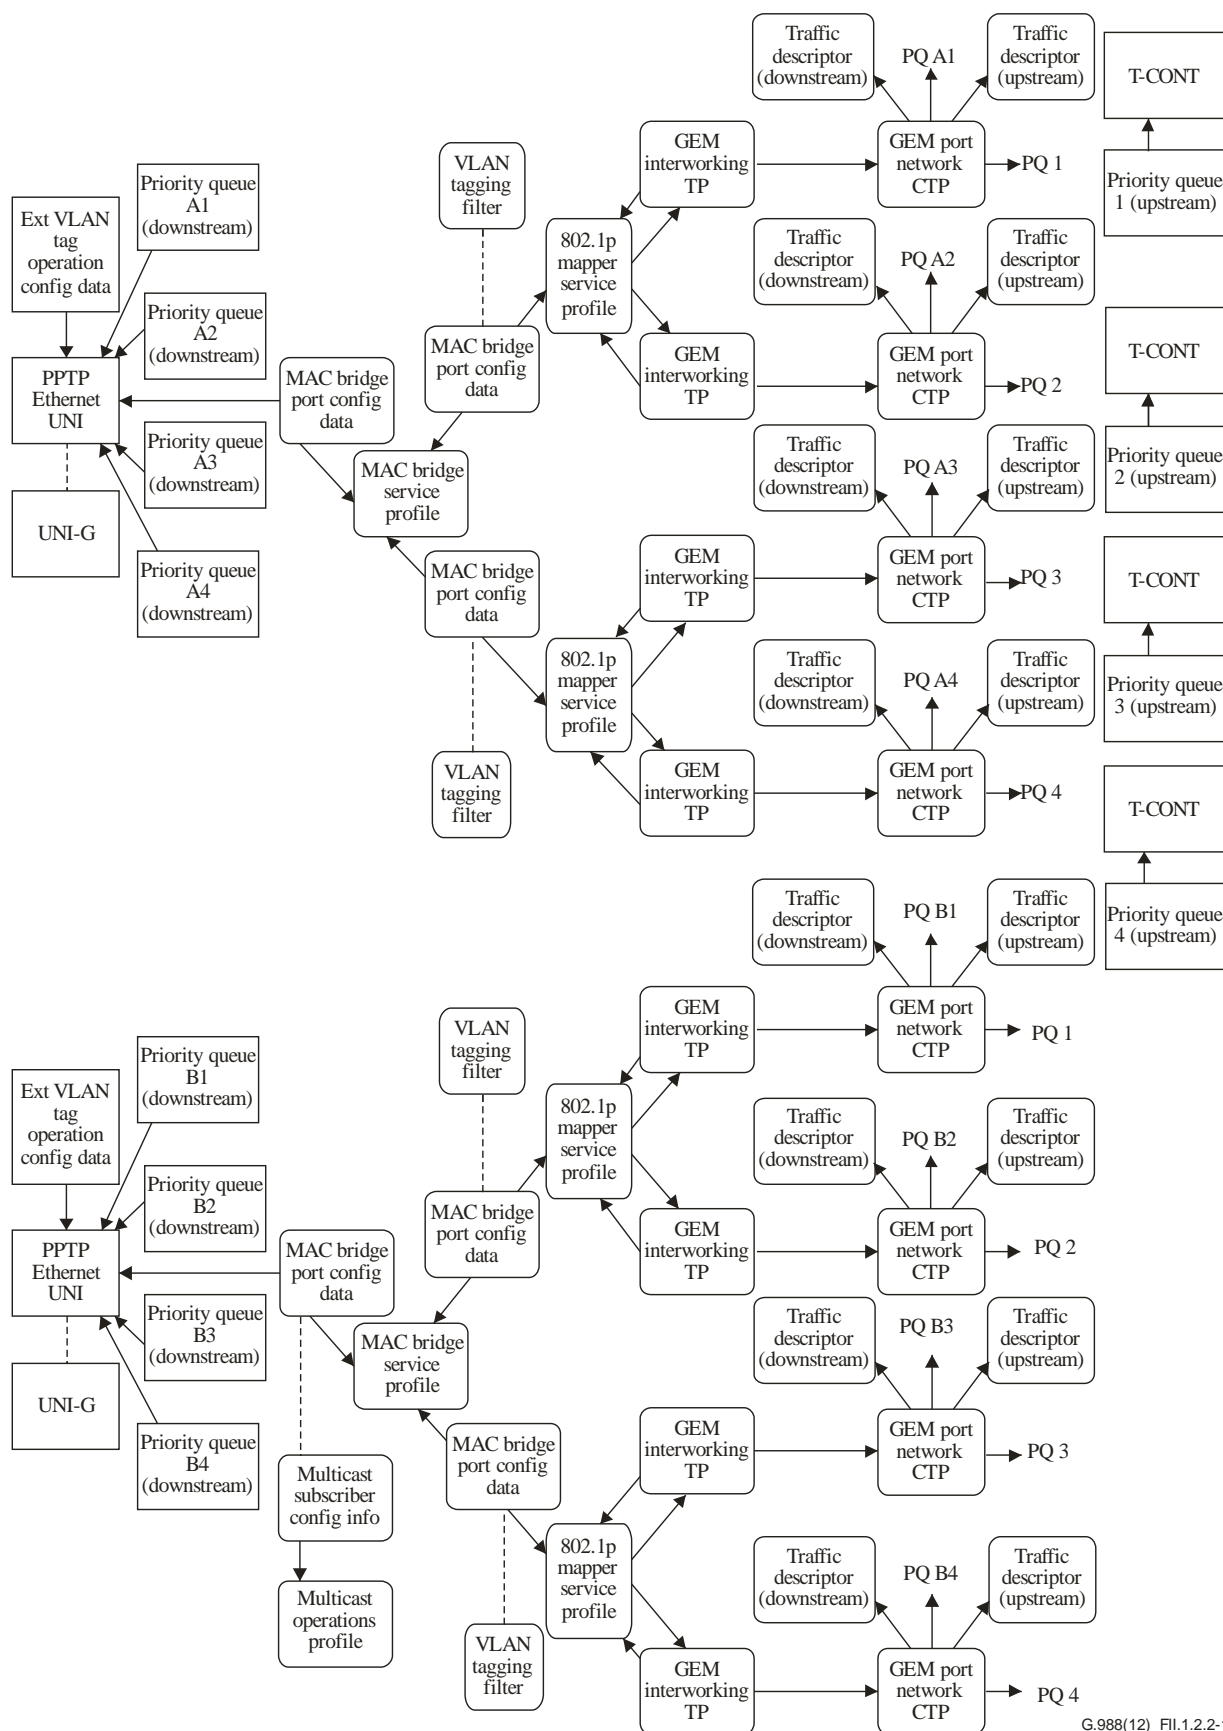 Traffic
descriptor
(downstream)
PQ A1
Traffic
descriptor
(upstream)
T-CONT
GEM
interworking
TP
GEM port
network
CTP
PQ 1
Priority queue
1 (upstream)
VLAN
tagging
filter
Priority queue
A1
(downstream)
Ext VLAN
tag
operation
config data
802.1p
mapper
service
profile
Traffic
descriptor
(downstream)
PQ A2
Traffic
descriptor
(upstream)
Priority queue
A2
(downstream)
MAC bridge
port config
data
GEM
interworking
TP
GEM port
network
CTP
PQ 2
T-CONT
PPTP
Ethernet
UNI
MAC bridge
port config
data
Priority queue
A3
(downstream)
MAC bridge
service
profile
Traffic
descriptor
(downstream)
PQ A3
Traffic
descriptor
(upstream)
Priority queue
2 (upstream)
UNI-G
Priority queue
A4
(downstream)
MAC bridge
port config
data
GEM
interworking
TP
GEM port
network
CTP
PQ 3
T-CONT
802.1p
mapper
service
profile
Traffic
descriptor
(downstream)
PQ A4
Traffic
descriptor
(upstream)
Priority queue
3 (upstream)
VLAN
tagging
filter
GEM
interworking
TP
GEM port
network
CTP
PQ 4
T-CONT
Traffic
descriptor
(downstream)
PQ B1
Traffic
descriptor
(upstream)
Priority queue
4 (upstream)
VLAN
tagging
filter
GEM
interworking
TP
GEM port
network
CTP
PQ 1
Priority queue
B1
(downstream)
Ext VLAN
tag
operation
config data
802.1p
mapper
service
profile
Traffic
descriptor
(downstream)
PQ B2
Traffic
descriptor
(upstream)
Priority queue
B2
(downstream)
MAC bridge
port config
data
GEM
interworking
TP
GEM port
network
CTP
PQ 2
PPTP
Ethernet
UNI
MAC bridge
port config
data
Priority queue
B3
(downstream)
MAC bridge
service
profile
Traffic
descriptor
(downstream)
PQ B3
Traffic
descriptor
(upstream)
UNI-G
Priority queue
B4
(downstream)
MAC bridge
port config
data
GEM
interworking
TP
GEM port
network
CTP
PQ 3
Multicast
subscriber
config info
802.1p
mapper
service
profile
Traffic
descriptor
(downstream)
PQ B4
Traffic
descriptor
(upstream)
Multicast
operations
profile
VLAN
tagging
filter
GEM
interworking
TP
GEM port
network
CTP
PQ 4